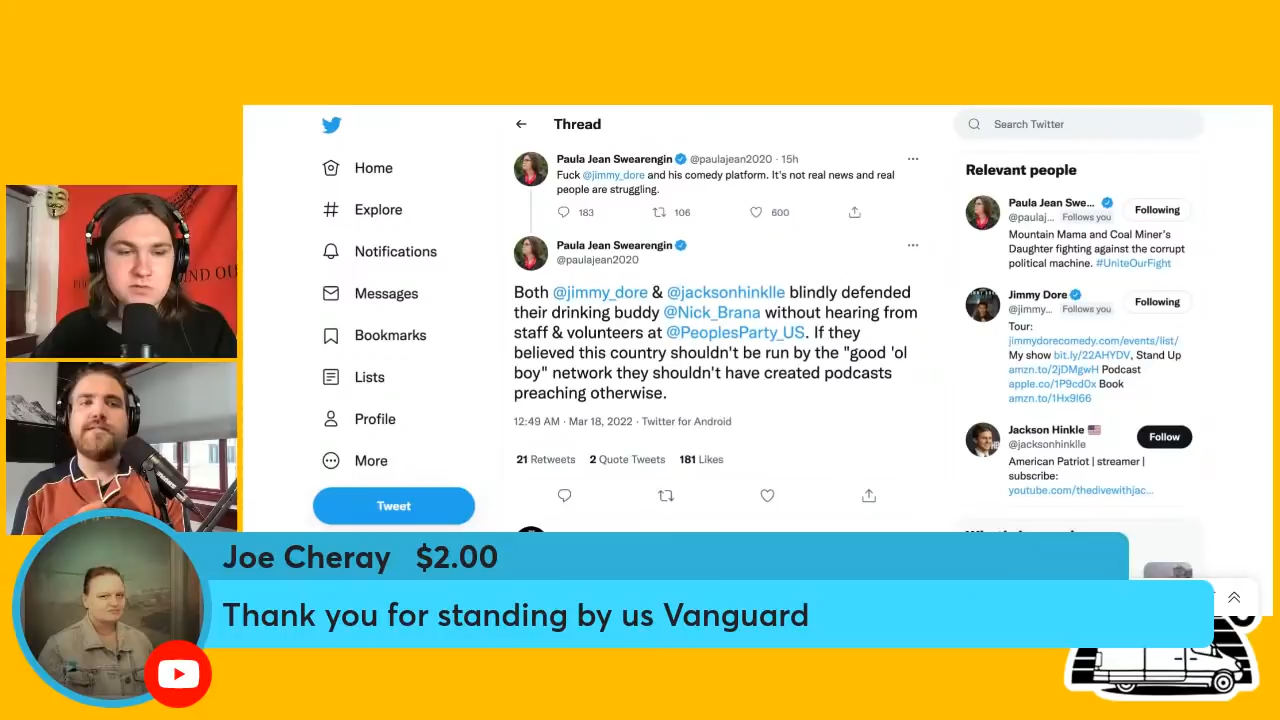 Thread
Search Twitter
Home
Explore
Notifications
Messages
Bookmarks
Lists
Profile
More
Tweet
Paula Jean Swearengin @paulajean2020 · 15h
Fuck @jimmy_dore and his comedy platform. It's not real news and real
people are struggling.
183 106 600
Paula Jean Swearengin
@paulajean2020
Both @jimmy_dore & @jacksonhinklle blindly defended
their drinking buddy @Nick_Brana without hearing from
staff & volunteers at @PeoplesParty_US. If they
believed this country shouldn't be run by the "good 'ol
boy" network they shouldn't have created podcasts
preaching otherwise.
12:49 AM · Mar 18, 2022 · Twitter for Android
21 Retweets 2 Quote Tweets 181 Likes
Relevant people
Paula Jean Swe...
@paulaj... Follows you
Following
Mountain Mama and Coal Miner's
Daughter fighting against the corrupt
political machine. #UniteOurFight
Jimmy Dore
@jimmy... Follows you
Following
Tour:
jimmydorecomedy.com/events/list/
My show bit.ly/22AHYDV, Stand Up
amzn.to/2jDMgwH Podcast
apple.co/1P9cd0x Book
amzn.to/1Hx9l66
Jackson Hinkle
@jacksonhinklle
Follow
American Patriot | streamer |
subscribe:
youtube.com/thedivewithjac...
Joe Cheray $2.00
Thank you for standing by us Vanguard